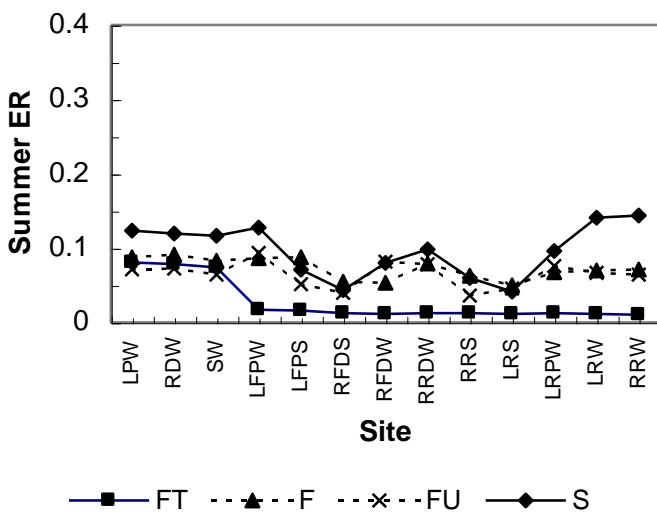 0.4
0.3
0.2
0.1
0
Summer ER
LPW
RDW
SW
LFPW
LFPS
RFDS
RFDW
RRDW
RRS
LRS
LRPW
LRW
RRW
Site
FT F FU S